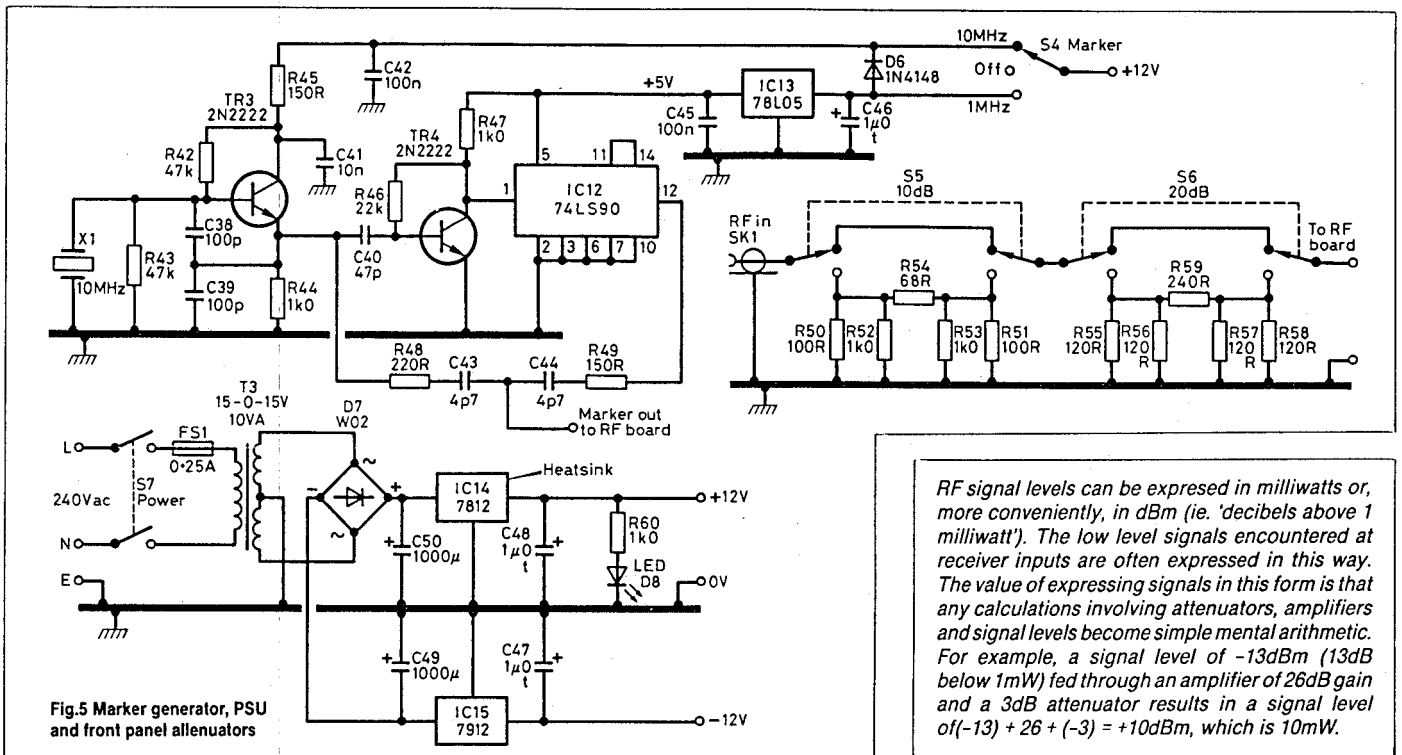 10MHz
S4 Marker
Off
+12V
1MHz
D6
1N4148
R45
150R
C42
100n
TR3
2N2222
+5V
IC13
78L05
C45
100n
+
C46
1µ0
t
R47
1k0
TR4
2N2222
R42
47k
C41
10n
R46
22k
5
11
14
1
IC12
74LS90
12
2
3
6
7
10
X1
10MHz
R43
47k
C38
100p
C39
100p
R44
1k0
C40
47p
S5
10dB
S6
20dB
RF in
SK1
To RF
board
R54
68R
R59
240R
R50
100R
R52
1k0
R53
1k0
R51
100R
R55
120R
R56
120
R
R57
120
R
R58
120R
R48
220R
C43
4p7
C44
4p7
R49
150R
Marker out
to RF board
T3
15-0-15V
10VA
D7
W02
L
FS1
0·25A
240Vac
S7
Power
N
E
~
-
+
~
Heatsink
IC14
7812
+12V
+
C50
1000µ
C48
+
1µ0
t
R60
1k0
LED
D8
0V
+
C49
1000µ
C47
+
1µ0
t
IC15
7912
-12V
Fig.5 Marker generator, PSU
and front panel allenuators
RF signal levels can be expresed in milliwatts or,
more conveniently, in dBm (ie. 'decibels above 1
milliwatt'). The low level signals encountered at
receiver inputs are often expressed in this way.
The value of expressing signals in this form is that
any calculations involving attenuators, amplifiers
and signal levels become simple mental arithmetic.
For example, a signal level of -13dBm (13dB
below 1mW) fed through an amplifier of 26dB gain
and a 3dB attenuator results in a signal level
of(-13) + 26 + (-3) = +10dBm, which is 10mW.